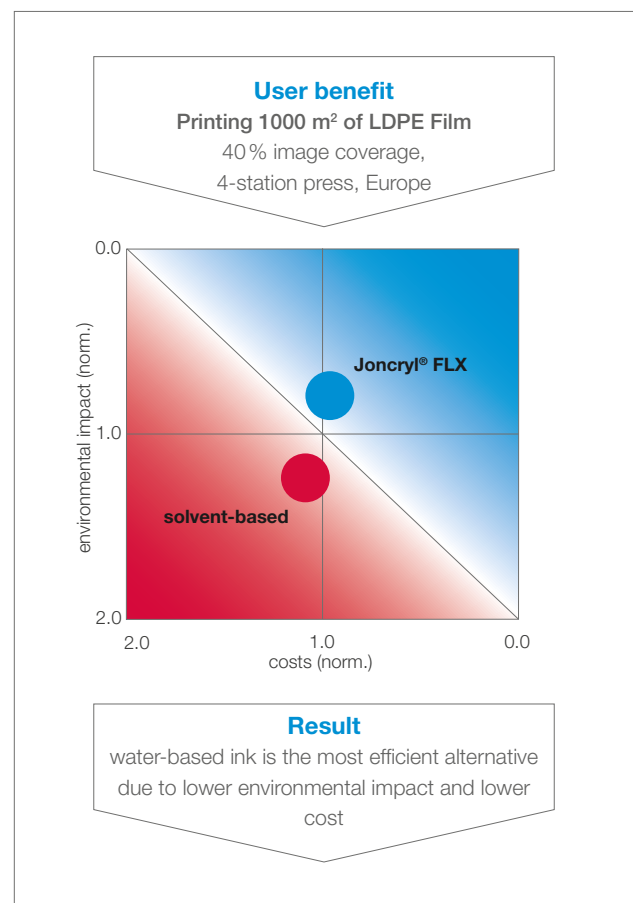 User benefit
Printing 1000 m² of LDPE Film
40 % image coverage,
4-station press, Europe
0.0
environmental impact (norm.)
Joncryl® FLX
1.0
solvent-based
2.0
2.0 1.0 0.0
costs (norm.)
Result
water-based ink is the most efficient alternative
due to lower environmental impact and lower
cost